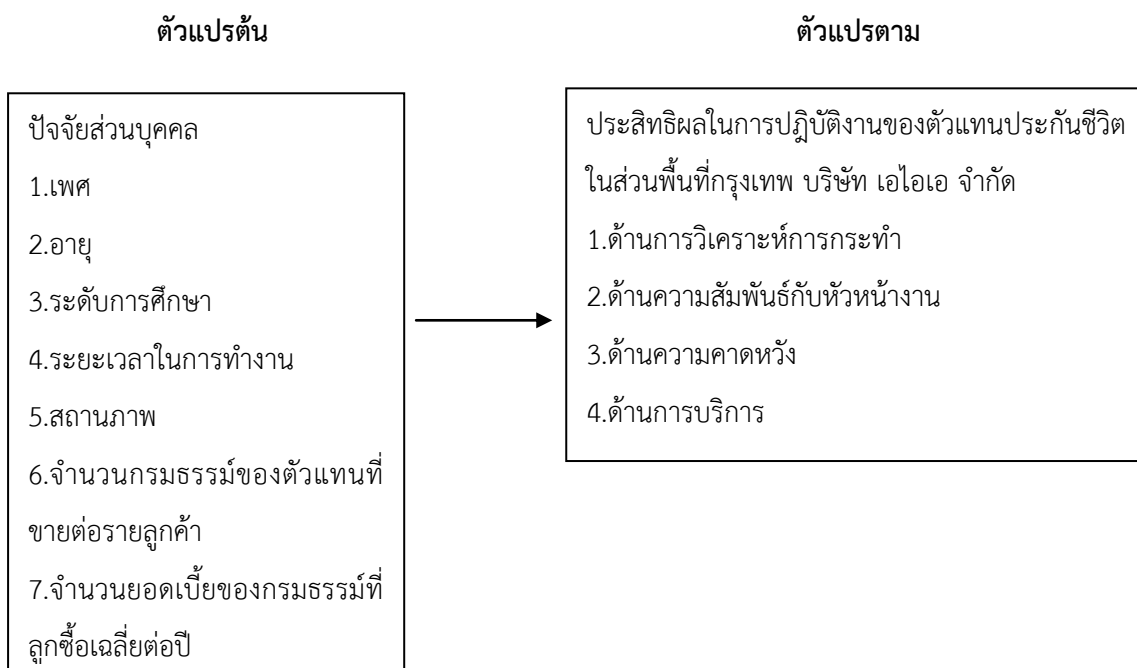 ตัวแปรต้น
ตัวแปรตาม
ปัจจัยส่วนบุคคล
1.เพศ
2.อายุ
3.ระดับการศึกษา
4.ระยะเวลาในการทำงาน
5.สถานภาพ
6.จำนวนกรมธรรม์ของตัวแทนที่
ขายต่อรายลูกค้า
7.จำนวนยอดเบี้ยของกรมธรรม์ที่
ลูกซื้อเฉลี่ยต่อปี
ประสิทธิผลในการปฎิบัติงานของตัวแทนประกันชีวิต
ในส่วนพื้นที่กรุงเทพ บริษัท เอไอเอ จำกัด
1.ด้านการวิเคราะห์การกระทำ
2.ด้านความสัมพันธ์กับหัวหน้างาน
3.ด้านความคาดหวัง
4.ด้านการบริการ